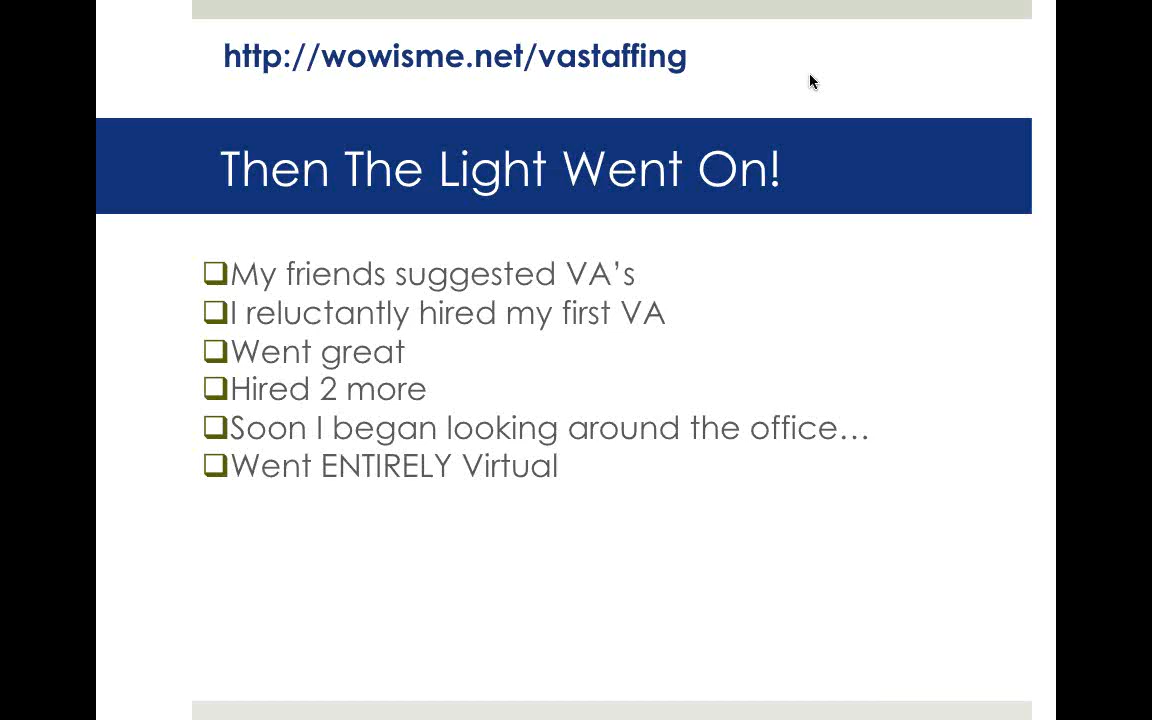 http://wowisme.net/vastaffing
Then The Light Went On!
❑My friends suggested VA’s
❑I reluctantly hired my first VA
❑Went great
❑Hired 2 more
❑Soon I began looking around the office…
❑Went ENTIRELY Virtual